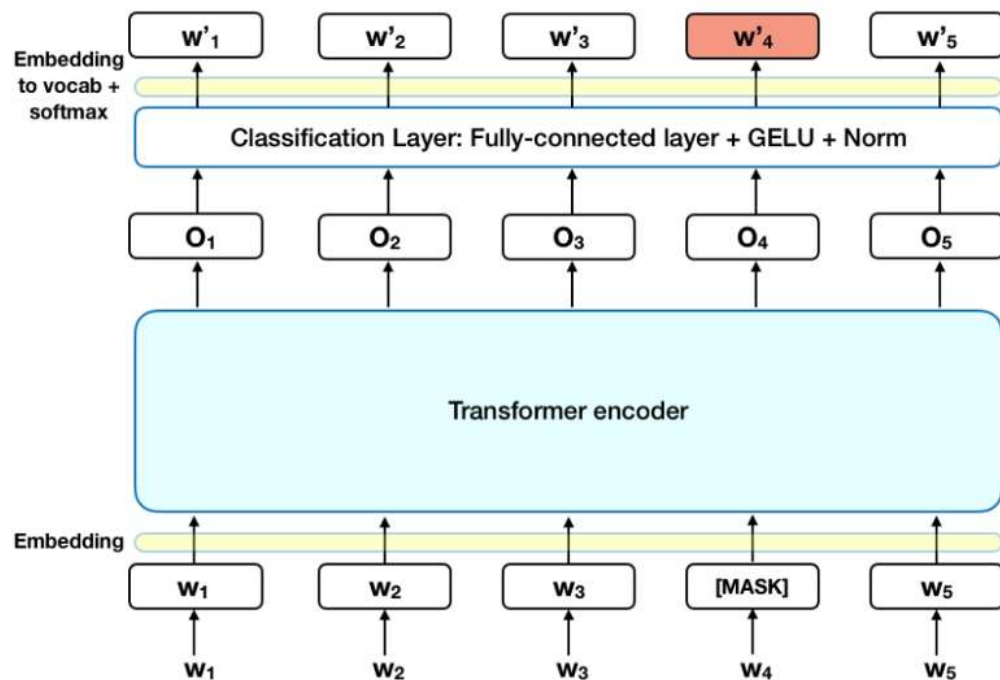 w’₁ w’₂ w’₃ w’₄ w’₅
Embedding
to vocab +
softmax
Classification Layer: Fully-connected layer + GELU + Norm
O₁ O₂ O₃ O₄ O₅
Transformer encoder
Embedding
w₁ w₂ w₃ [MASK] w₅
w₁ w₂ w₃ w₄ w₅